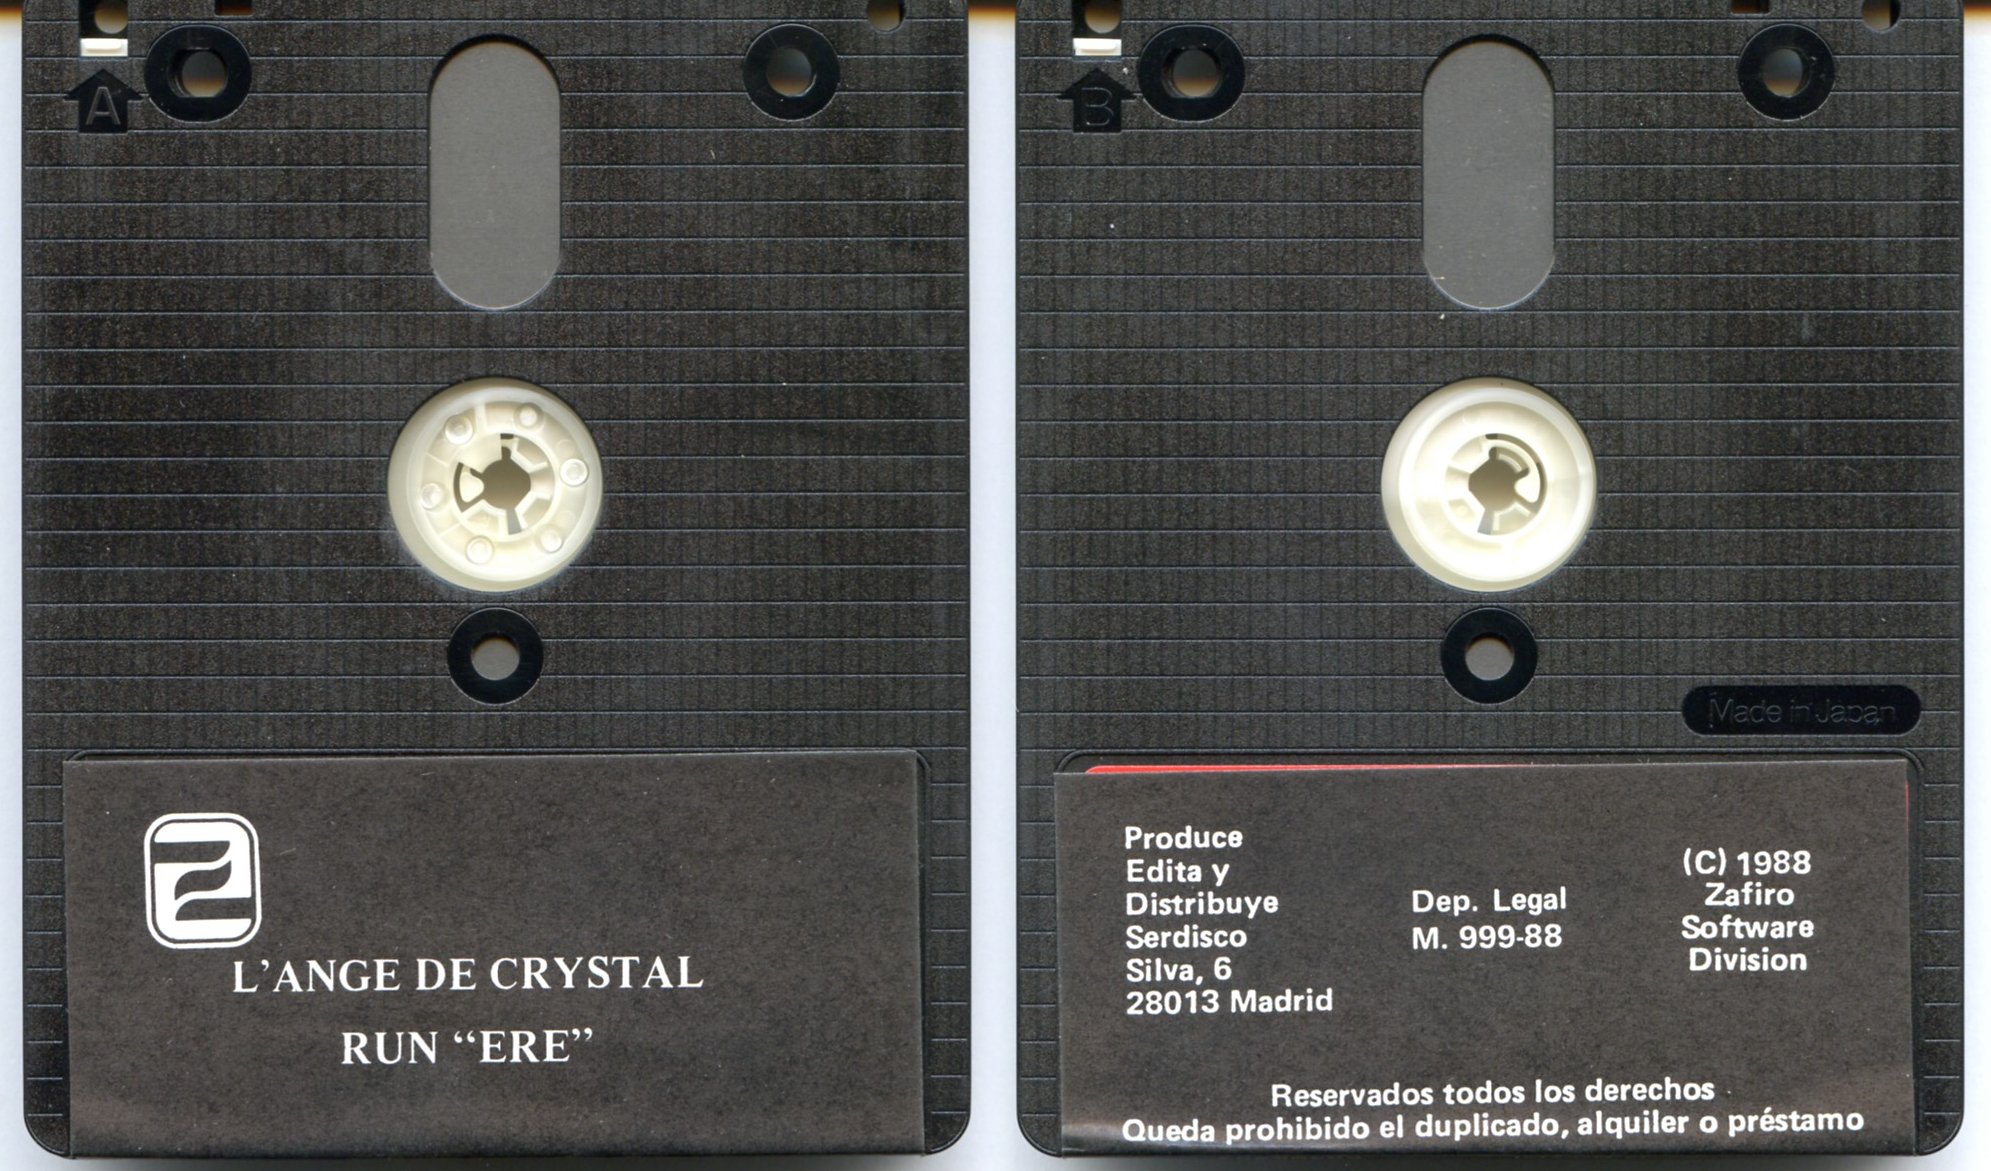 A
L'ANGE DE CRYSTAL
RUN “ERE”
B
Made in Japan
Produce
Edita y
Distribuye
Serdisco
Silva, 6
28013 Madrid
Dep. Legal
M. 999-88
(C) 1988
Zafiro
Software
Division
Reservados todos los derechos
Queda prohibido el duplicado, alquiler o préstamo